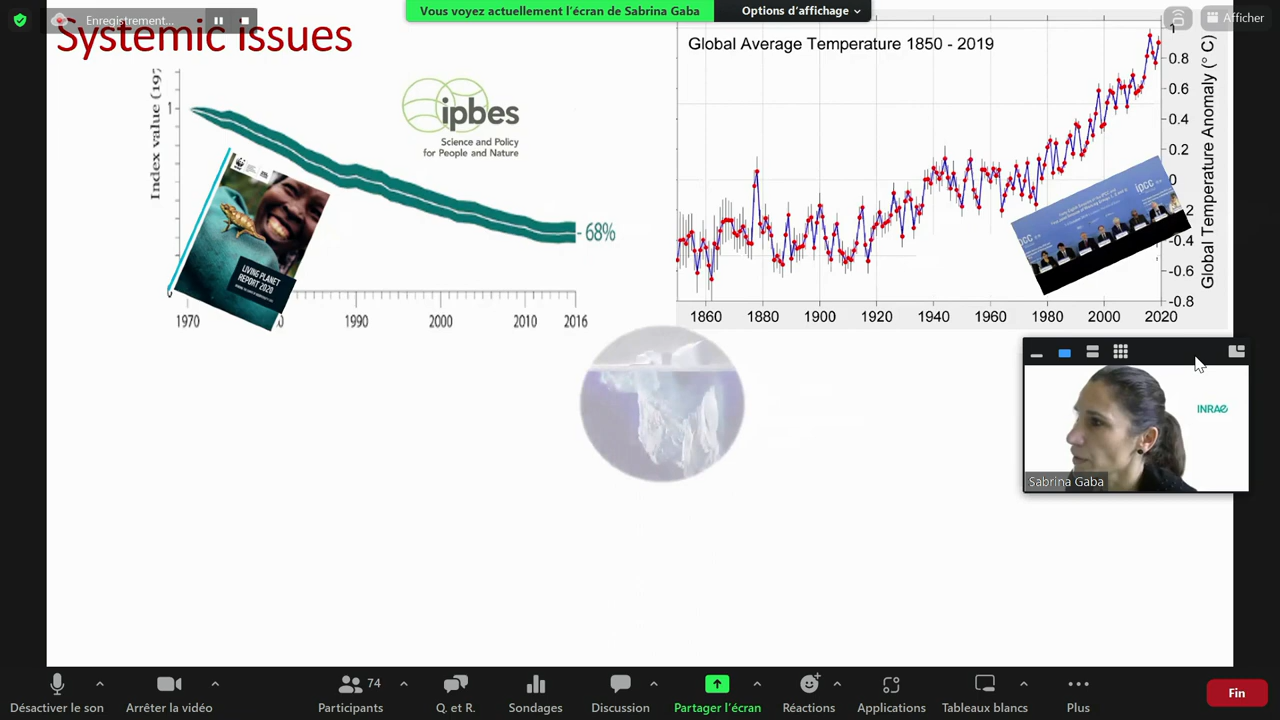 Enregistrement...
Vous voyez actuellement l'écran de Sabrina Gaba
Options d'affichage
Afficher
Systemic issues
Index value (197
1
0
ipbes
Science and Policy
for People and Nature
LIVING PLANET
REPORT 2020
- 68%
1970
1990
2000
2010
2016
Global Average Temperature 1850 - 2019
Global Temperature Anomaly (° C)
1
0.8
0.6
0.4
0.2
0
-0.4
-0.6
-0.8
ipcc
1860
1880
1900
1920
1940
1960
1980
2000
2020
INRAE
Sabrina Gaba
74
Désactiver le son
Arrêter la vidéo
Participants
Q. et R.
Sondages
Discussion
Partager l'écran
Réactions
Applications
Tableaux blancs
Plus
Fin